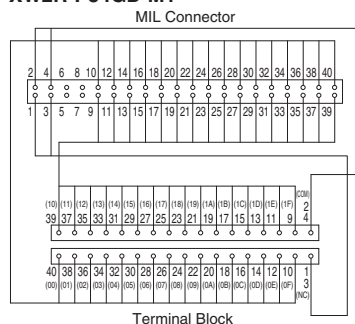 MIL Connector
2 4 6 8 10 12 14 16 18 20 22 24 26 28 30 32 34 36 38 40
1 3 5 7 9 11 13 15 17 19 21 23 25 27 29 31 33 35 37 39
(10) (11) (12) (13) (14) (15) (16) (17) (18) (19) (1A) (1B) (1C) (1D) (1E) (1F) (COM)
2
39 37 35 33 31 29 27 25 23 21 19 17 15 13 11 9 4
40 38 36 34 32 30 28 26 24 22 20 18 16 14 12 10 1
(00) (01) (02) (03) (04) (05) (06) (07) (08) (09) (0A) (0B) (0C) (0D) (0E) (0F) 3
(NC)
Terminal Block